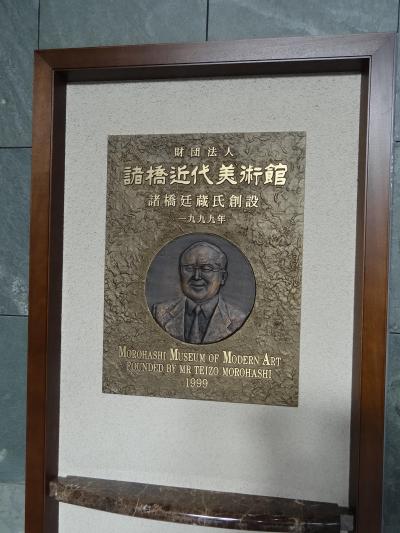 財団法人
諸橋近代美術館
諸橋廷蔵氏創設
一九九九年
MOROHASHI MUSEUM OF MODERN ART
FOUNDED BY MR TEIZO MOROHASHI
1999